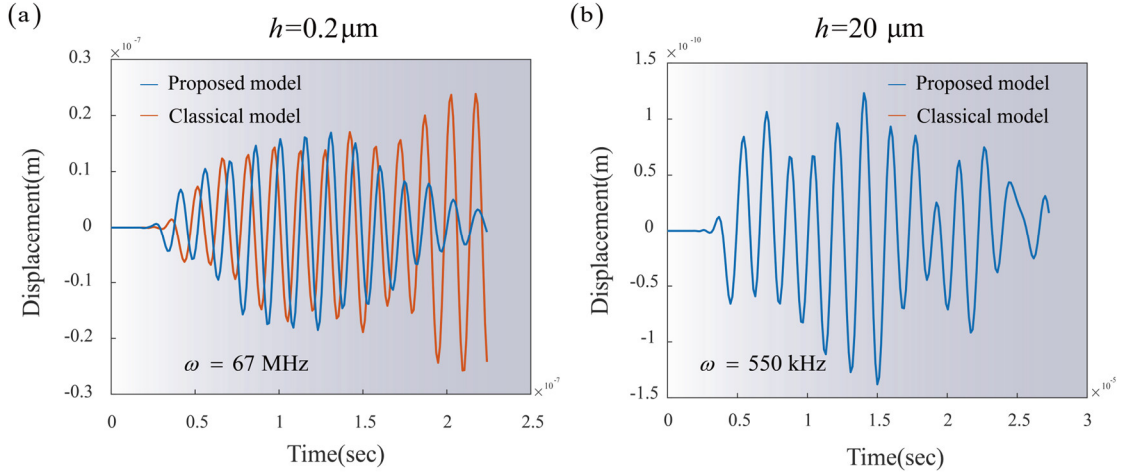 (a)
h=0.2μm
×10⁻⁷
0.3
0.2
0.1
0
-0.1
-0.2
-0.3
Displacement(m)
Proposed model
Classical model
ω = 67 MHz
0
0.5
1
1.5
2
2.5
×10⁻⁷
Time(sec)
(b)
h=20 μm
×10⁻¹⁰
1.5
1
0.5
0
-0.5
-1
-1.5
Displacement(m)
Proposed model
Classical model
ω = 550 kHz
0
0.5
1
1.5
2
2.5
3
×10⁻⁵
Time(sec)